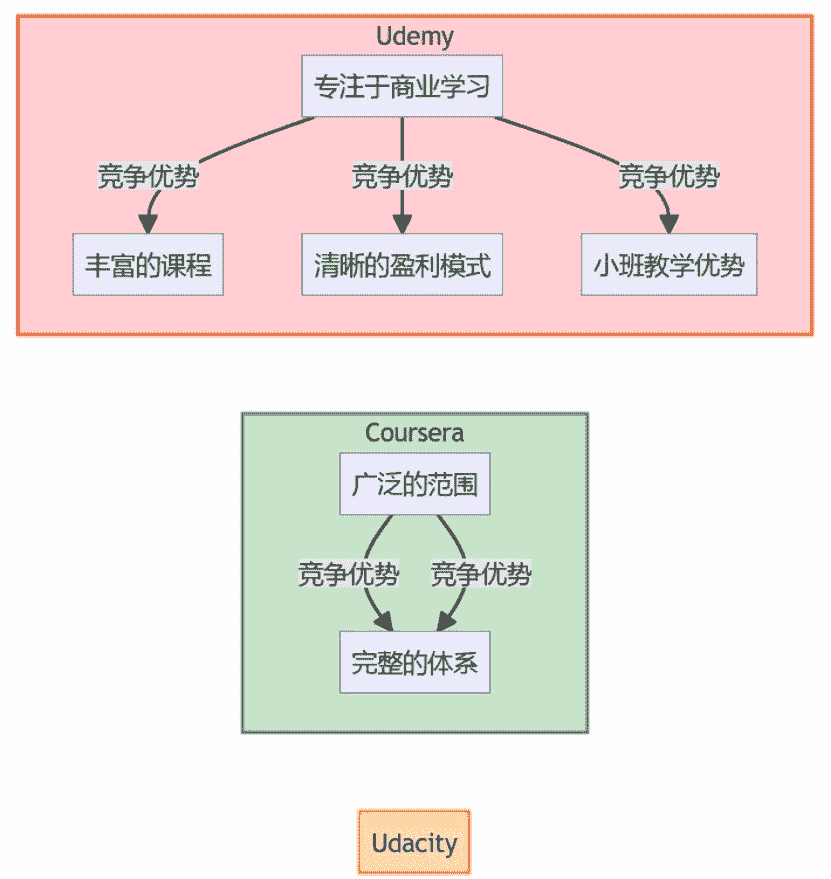 Udemy
专注于商业学习
竞争优势 竞争优势 竞争优势
丰富的课程 清晰的盈利模式 小班教学优势
Coursera
广泛的范围
竞争优势 竞争优势
完整的体系
Udacity